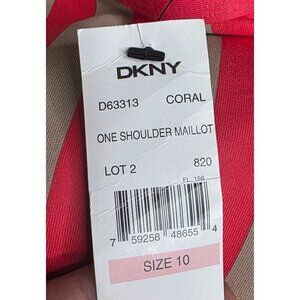 DKNY
D63313 CORAL
ONE SHOULDER MAILLOT
LOT 2 820
FL. 156
7 59258 48655 4
SIZE 10